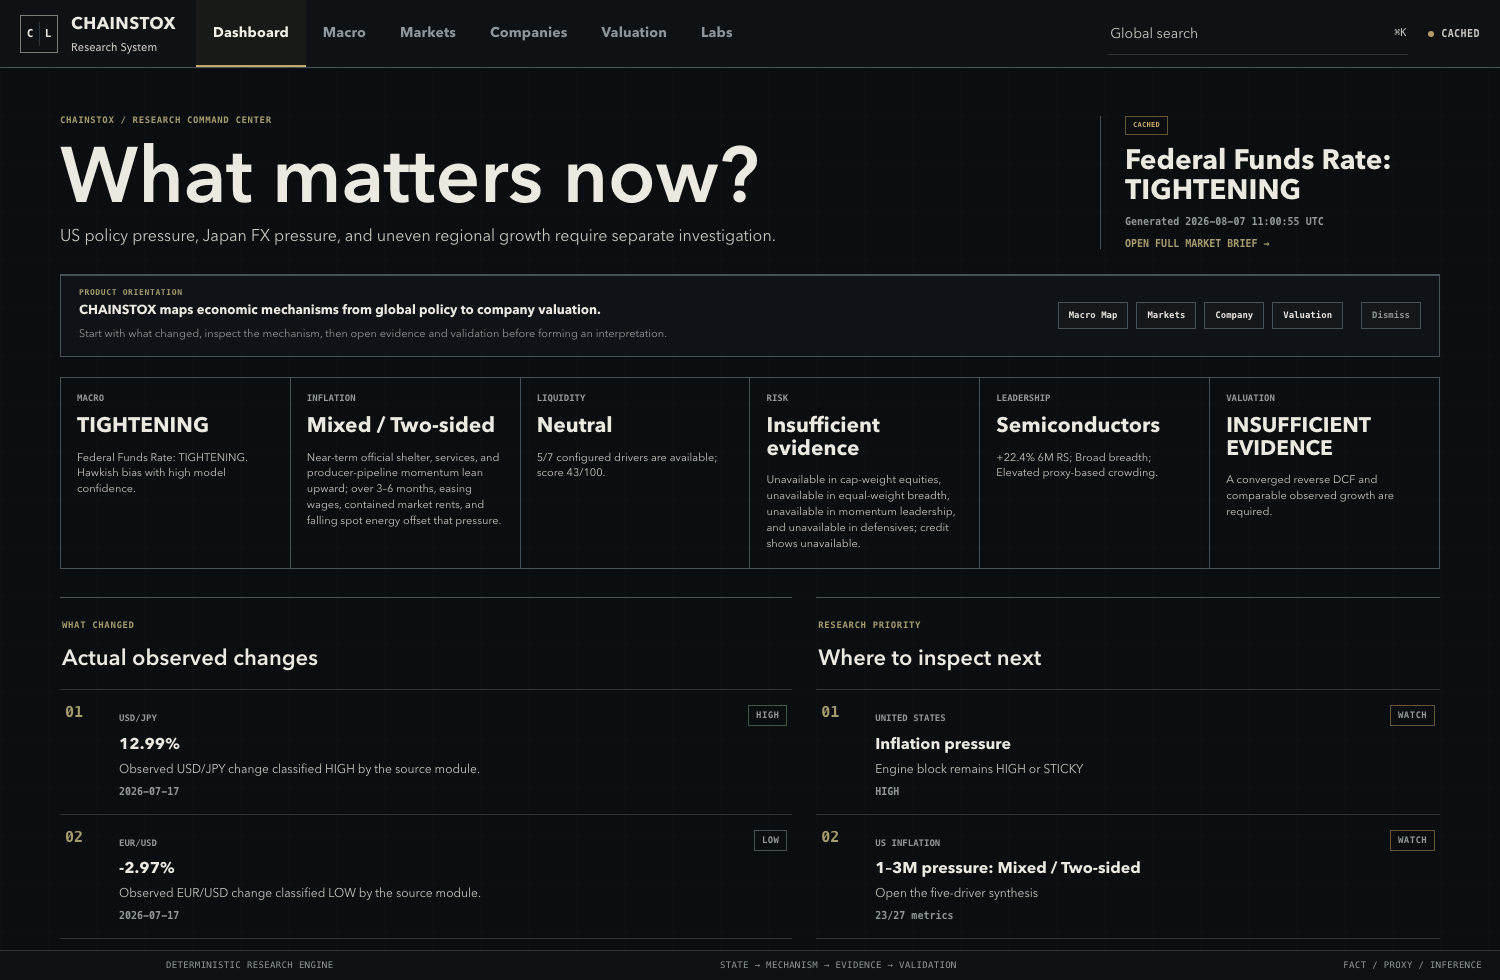 C L
CHAINSTOX
Research System
Dashboard
Macro
Markets
Companies
Valuation
Labs
Global search
⌘K
CACHED
CHAINSTOX / RESEARCH COMMAND CENTER
What matters now?
US policy pressure, Japan FX pressure, and uneven regional growth require separate investigation.
CACHED
Federal Funds Rate:
TIGHTENING
Generated 2026-08-07 11:00:55 UTC
OPEN FULL MARKET BRIEF →
PRODUCT ORIENTATION
CHAINSTOX maps economic mechanisms from global policy to company valuation.
Start with what changed, inspect the mechanism, then open evidence and validation before forming an interpretation.
Macro Map
Markets
Company
Valuation
Dismiss
MACRO
TIGHTENING
Federal Funds Rate: TIGHTENING.
Hawkish bias with high model
confidence.
INFLATION
Mixed / Two-sided
Near-term official shelter, services, and
producer-pipeline momentum lean
upward; over 3–6 months, easing
wages, contained market rents, and
falling spot energy offset that pressure.
LIQUIDITY
Neutral
5/7 configured drivers are available;
score 43/100.
RISK
Insufficient
evidence
Unavailable in cap-weight equities,
unavailable in equal-weight breadth,
unavailable in momentum leadership,
and unavailable in defensives; credit
shows unavailable.
LEADERSHIP
Semiconductors
+22.4% 6M RS; Broad breadth;
Elevated proxy-based crowding.
VALUATION
INSUFFICIENT
EVIDENCE
A converged reverse DCF and
comparable observed growth are
required.
WHAT CHANGED
Actual observed changes
01
USD/JPY
HIGH
12.99%
Observed USD/JPY change classified HIGH by the source module.
2026-07-17
02
EUR/USD
LOW
-2.97%
Observed EUR/USD change classified LOW by the source module.
2026-07-17
RESEARCH PRIORITY
Where to inspect next
01
UNITED STATES
WATCH
Inflation pressure
Engine block remains HIGH or STICKY
HIGH
02
US INFLATION
WATCH
1–3M pressure: Mixed / Two-sided
Open the five-driver synthesis
23/27 metrics
DETERMINISTIC RESEARCH ENGINE
STATE → MECHANISM → EVIDENCE → VALIDATION
FACT / PROXY / INFERENCE